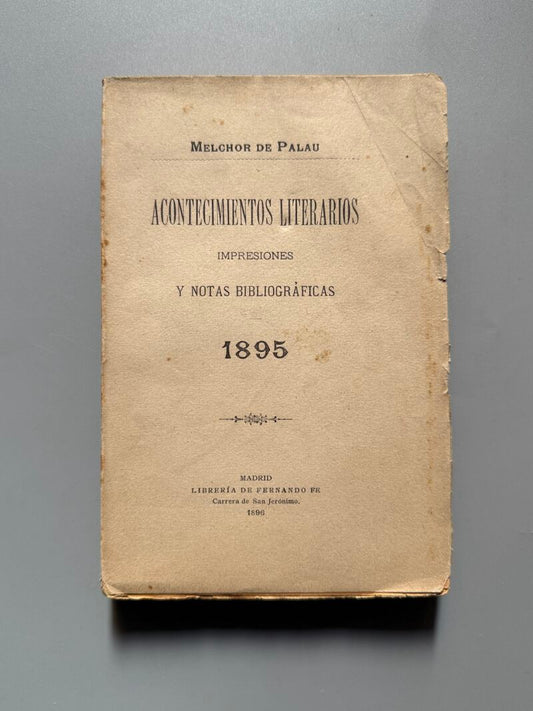 MELCHOR DE PALAU
ACONTECIMIENTOS LITERARIOS
IMPRESIONES
Y NOTAS BIBLIOGRÁFICAS
1895
MADRID
LIBRERÍA DE FERNANDO FE
Carrera de San Jerónimo.
1896